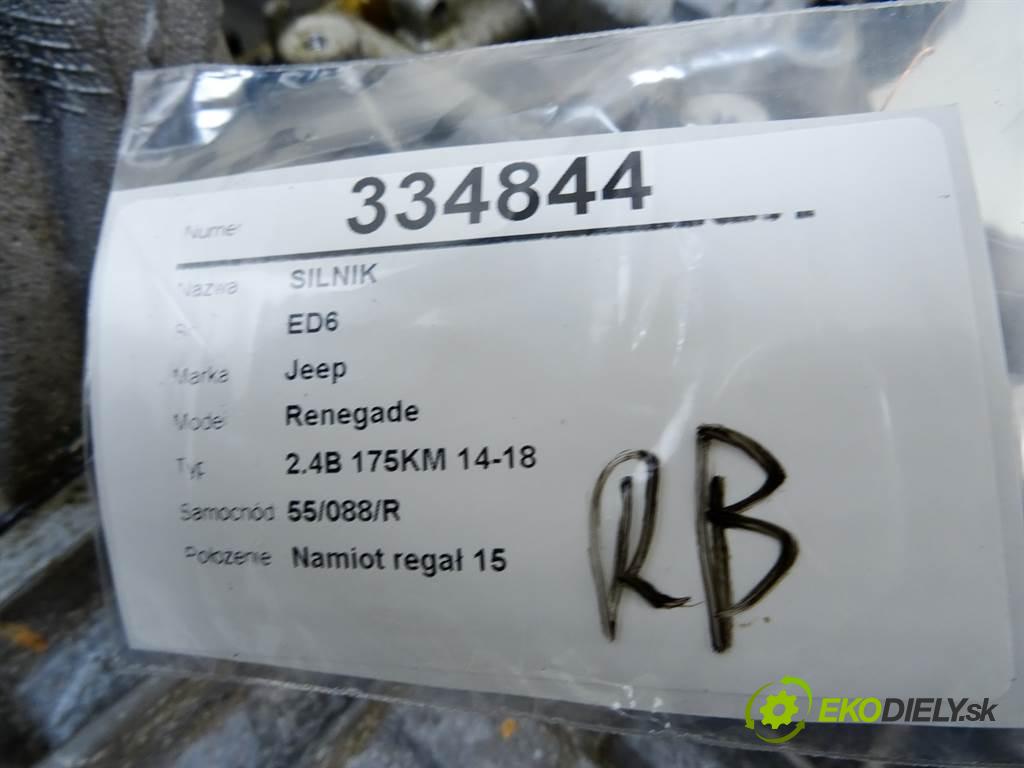 Numer 334844
Nazwa SILNIK
ED6
Marka Jeep
Model Renegade
Typ 2.4B 175KM 14-18
Samochód 55/088/R
Położenie Namiot regał 15
RB
EKODIELY.sk